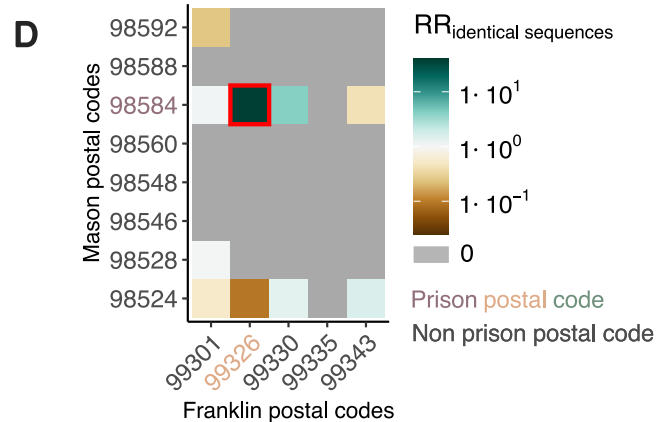 D
Mason postal codes
98592
98588
98584
98560
98548
98546
98528
98524
99301
99326
99330
99335
99343
Franklin postal codes
RRidentical sequences
1· 10¹
1· 10⁰
1· 10⁻¹
0
Prison postal code
Non prison postal code